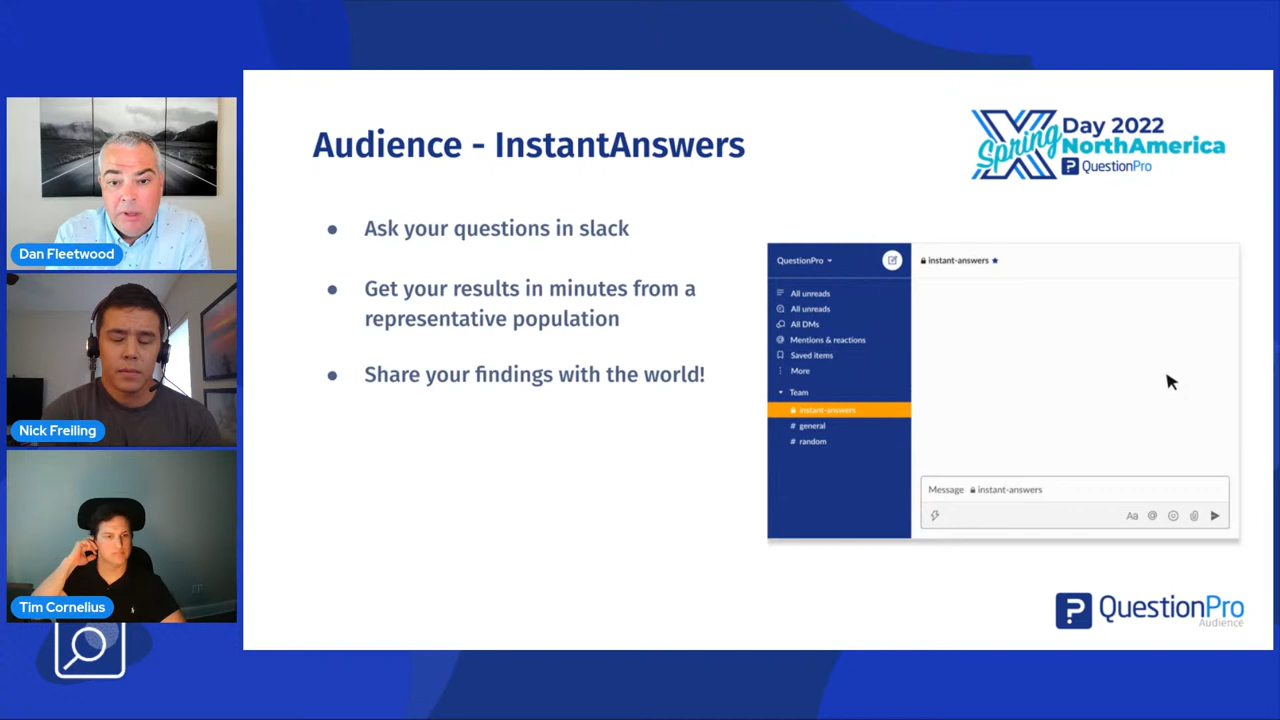 Dan Fleetwood
Nick Freiling
Tim Cornelius
Audience - InstantAnswers
● Ask your questions in slack
● Get your results in minutes from a
representative population
● Share your findings with the world!
X Spring
Day 2022
NorthAmerica
QuestionPro
QuestionPro
All unreads
All unreads
All DMs
Mentions & reactions
Saved items
More
Team
instant-answers
# general
# random
instant-answers
Message instant-answers
Aa
QuestionPro
Audience